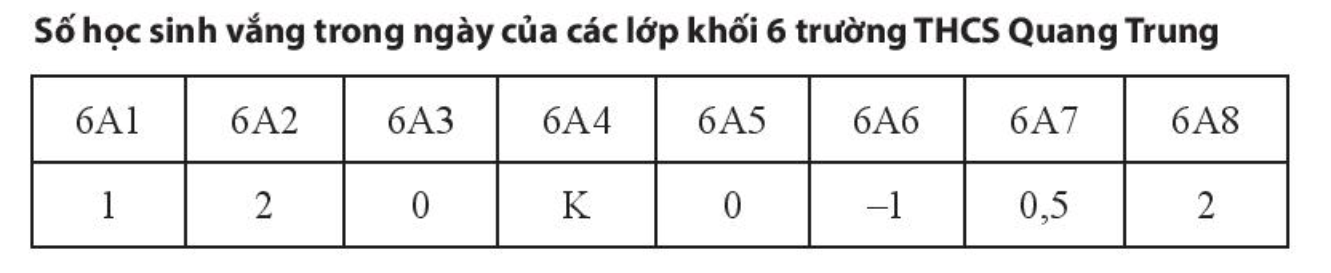 Số học sinh vắng trong ngày của các lớp khối 6 trường THCS Quang Trung
6A1 6A2 6A3 6A4 6A5 6A6 6A7 6A8
1 2 0 K 0 –1 0,5 2